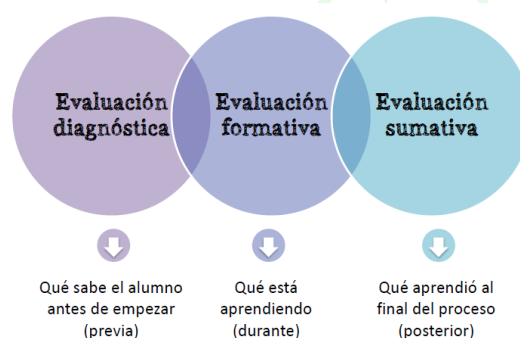 Evaluación
diagnóstica
Evaluación
formativa
Evaluación
sumativa
Qué sabe el alumno
antes de empezar
(previa)
Qué está
aprendiendo
(durante)
Qué aprendió al
final del proceso
(posterior)